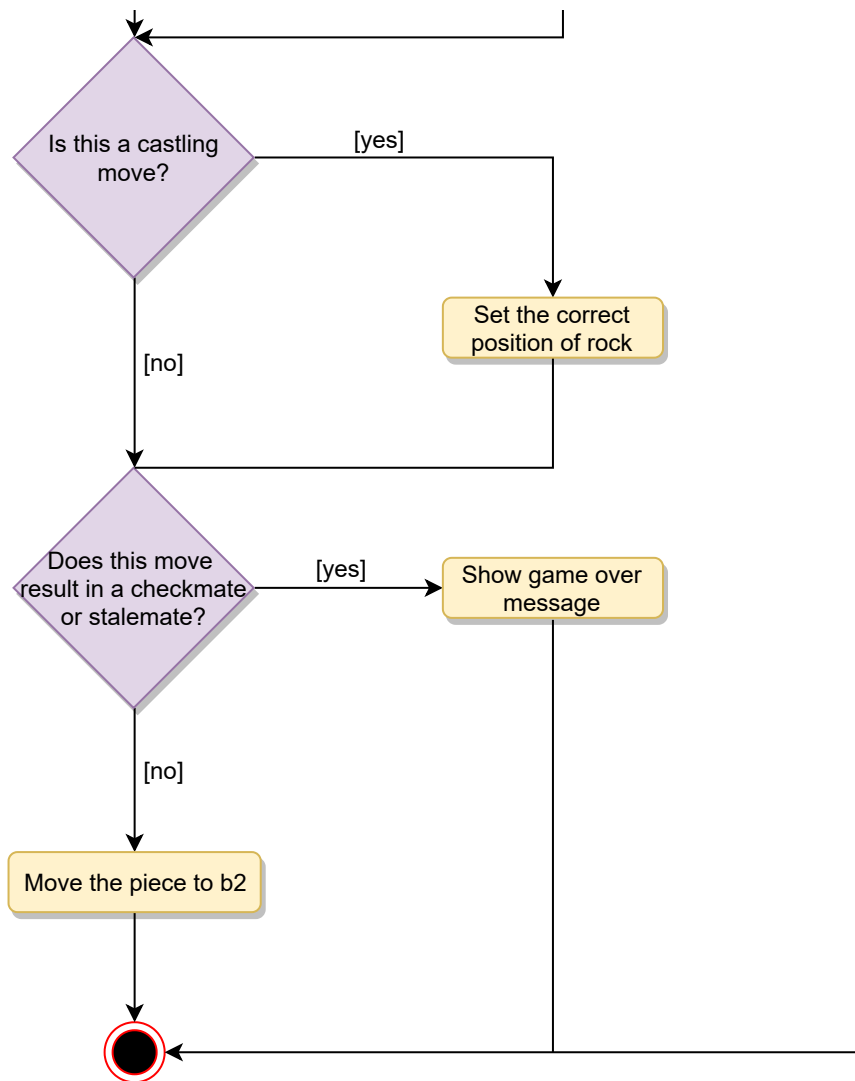 Is this a castling
move?
[yes]
Set the correct
position of rock
[no]
Does this move
result in a checkmate
or stalemate?
[yes]
Show game over
message
[no]
Move the piece to b2